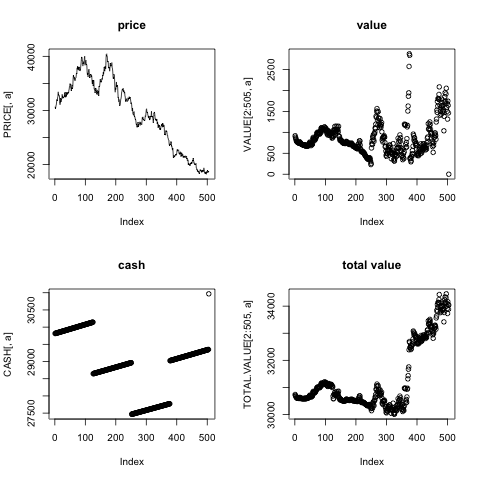 price
PRICE[, a]
20000 30000 40000
0 100 200 300 400 500
Index
value
VALUE[2:505, a]
0 500 1500 2500
0 100 200 300 400 500
Index
cash
CASH[, a]
27500 29000 30500
0 100 200 300 400 500
Index
total value
TOTAL.VALUE[2:505, a]
30000 32000 34000
0 100 200 300 400 500
Index